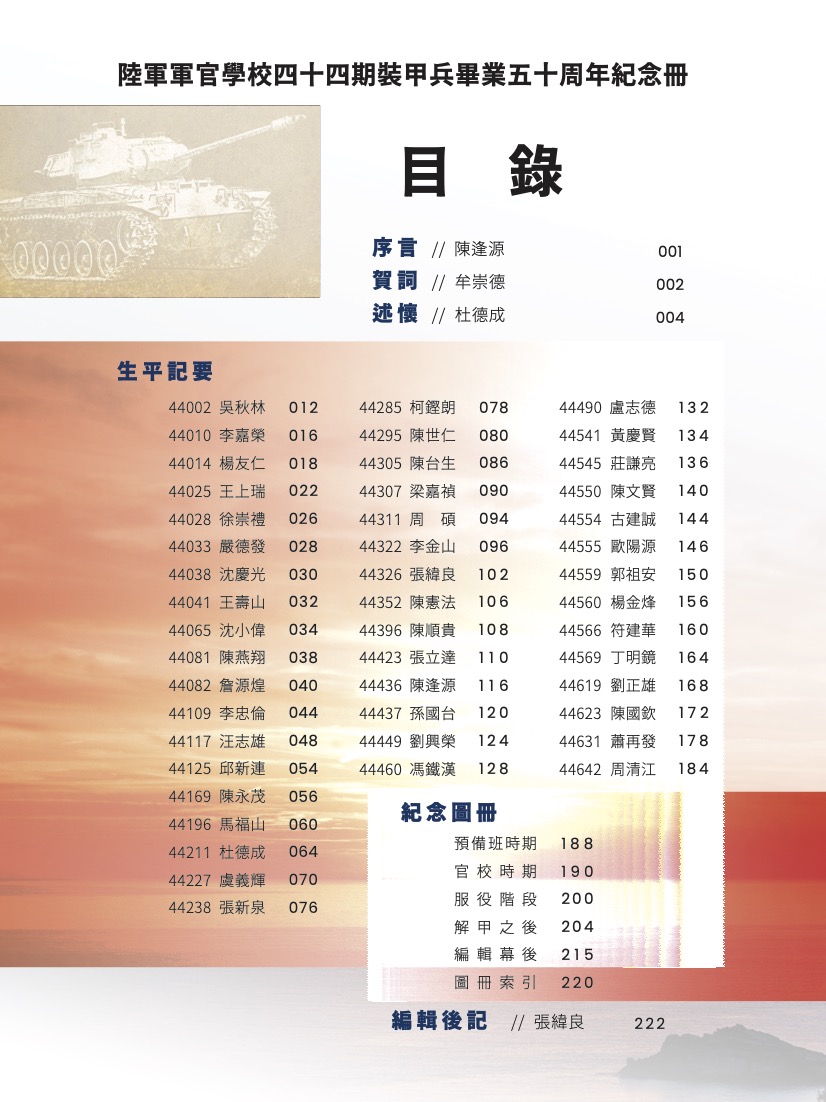 陸軍軍官學校四十四期裝甲兵畢業五十周年紀念冊
目 錄
序言 // 陳逢源 001
賀詞 // 牟崇德 002
述懷 // 杜德成 004
生平記要
44002 吳秋林 012
44010 李嘉榮 016
44014 楊友仁 018
44025 王上瑞 022
44028 徐崇禮 026
44033 嚴德發 028
44038 沈慶光 030
44041 王壽山 032
44065 沈小偉 034
44081 陳燕翔 038
44082 詹源煌 040
44109 李忠倫 044
44117 汪志雄 048
44125 邱新連 054
44169 陳永茂 056
44196 馬福山 060
44211 杜德成 064
44227 虞義輝 070
44238 張新泉 076
44285 柯鏗朗 078
44295 陳世仁 080
44305 陳台生 086
44307 梁嘉禎 090
44311 周 碩 094
44322 李金山 096
44326 張緯良 102
44352 陳憲法 106
44396 陳順貴 108
44423 張立達 110
44436 陳逢源 116
44437 孫國台 120
44449 劉興榮 124
44460 馮鐵漢 128
44490 盧志德 132
44541 黃慶賢 134
44545 莊謙亮 136
44550 陳文賢 140
44554 古建誠 144
44555 歐陽源 146
44559 郭祖安 150
44560 楊金烽 156
44566 符建華 160
44569 丁明鏡 164
44619 劉正雄 168
44623 陳國欽 172
44631 蕭再發 178
44642 周清江 184
紀念圖冊
預備班時期 188
官校時期 190
服役階段 200
解甲之後 204
編輯幕後 215
圖冊索引 220
編輯後記 // 張緯良 222